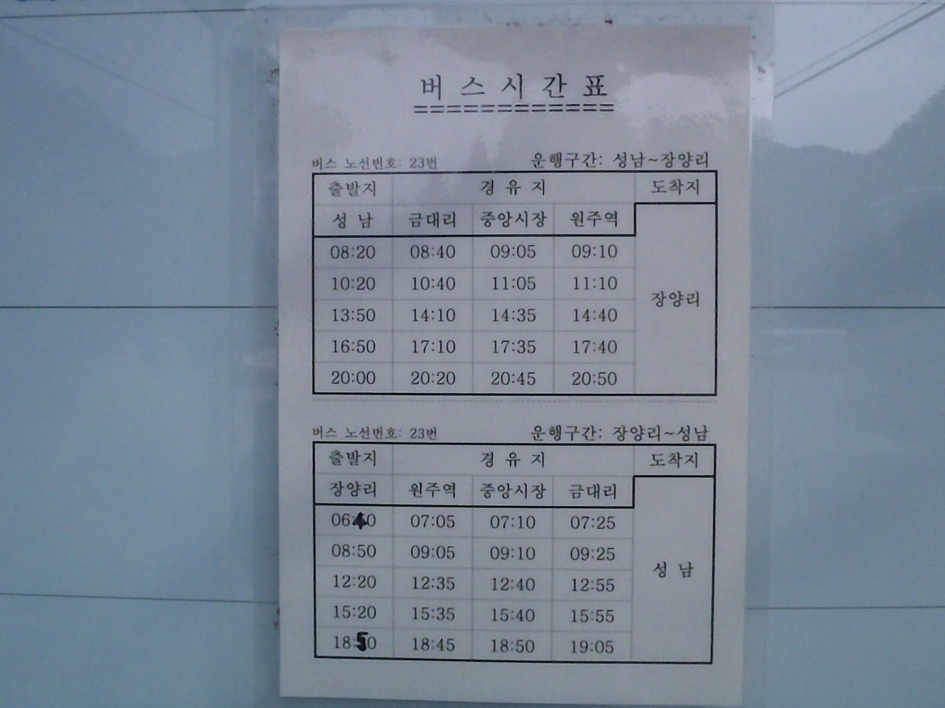 버 스 시 간 표
============
버스 노선번호: 23번 운행구간: 성남~장양리
출발지 경 유 지 도착지
성 남 금대리 중앙시장 원주역
08:20 08:40 09:05 09:10
10:20 10:40 11:05 11:10
장양리
13:50 14:10 14:35 14:40
16:50 17:10 17:35 17:40
20:00 20:20 20:45 20:50
버스 노선번호: 23번 운행구간: 장양리~성남
출발지 경 유 지 도착지
장양리 원주역 중앙시장 금대리
06:40 07:05 07:10 07:25
08:50 09:05 09:10 09:25
성 남
12:20 12:35 12:40 12:55
15:20 15:35 15:40 15:55
18:50 18:45 18:50 19:05